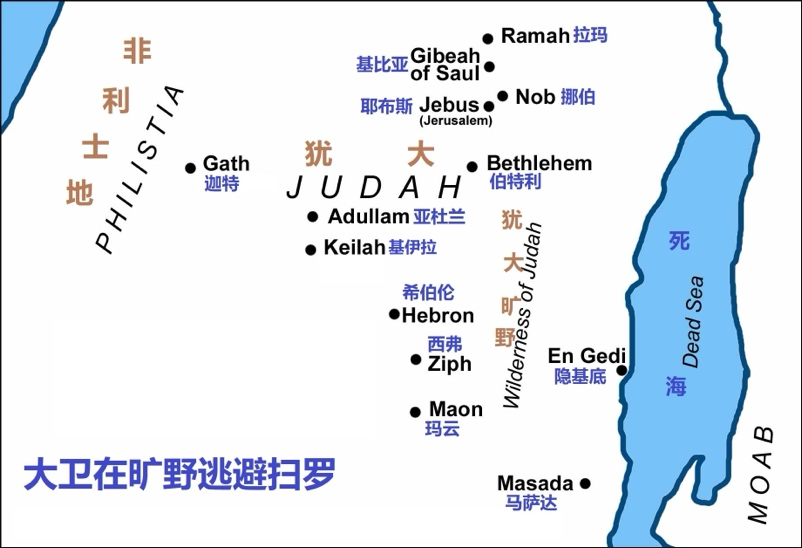 Ramah 拉玛
基比亚 Gibeah
of Saul
Nob 挪伯
耶布斯 Jebus
(Jerusalem)
非利士地
PHILISTIA
Gath
迦特
犹大
JUDAH
Bethlehem
伯特利
Adullam 亚杜兰
Keilah 基伊拉
犹大旷野
Wilderness of Judah
死海
Dead Sea
希伯伦
Hebron
西弗
Ziph
En Gedi
隐基底
Maon
玛云
MOAB
大卫在旷野逃避扫罗
Masada
马萨达